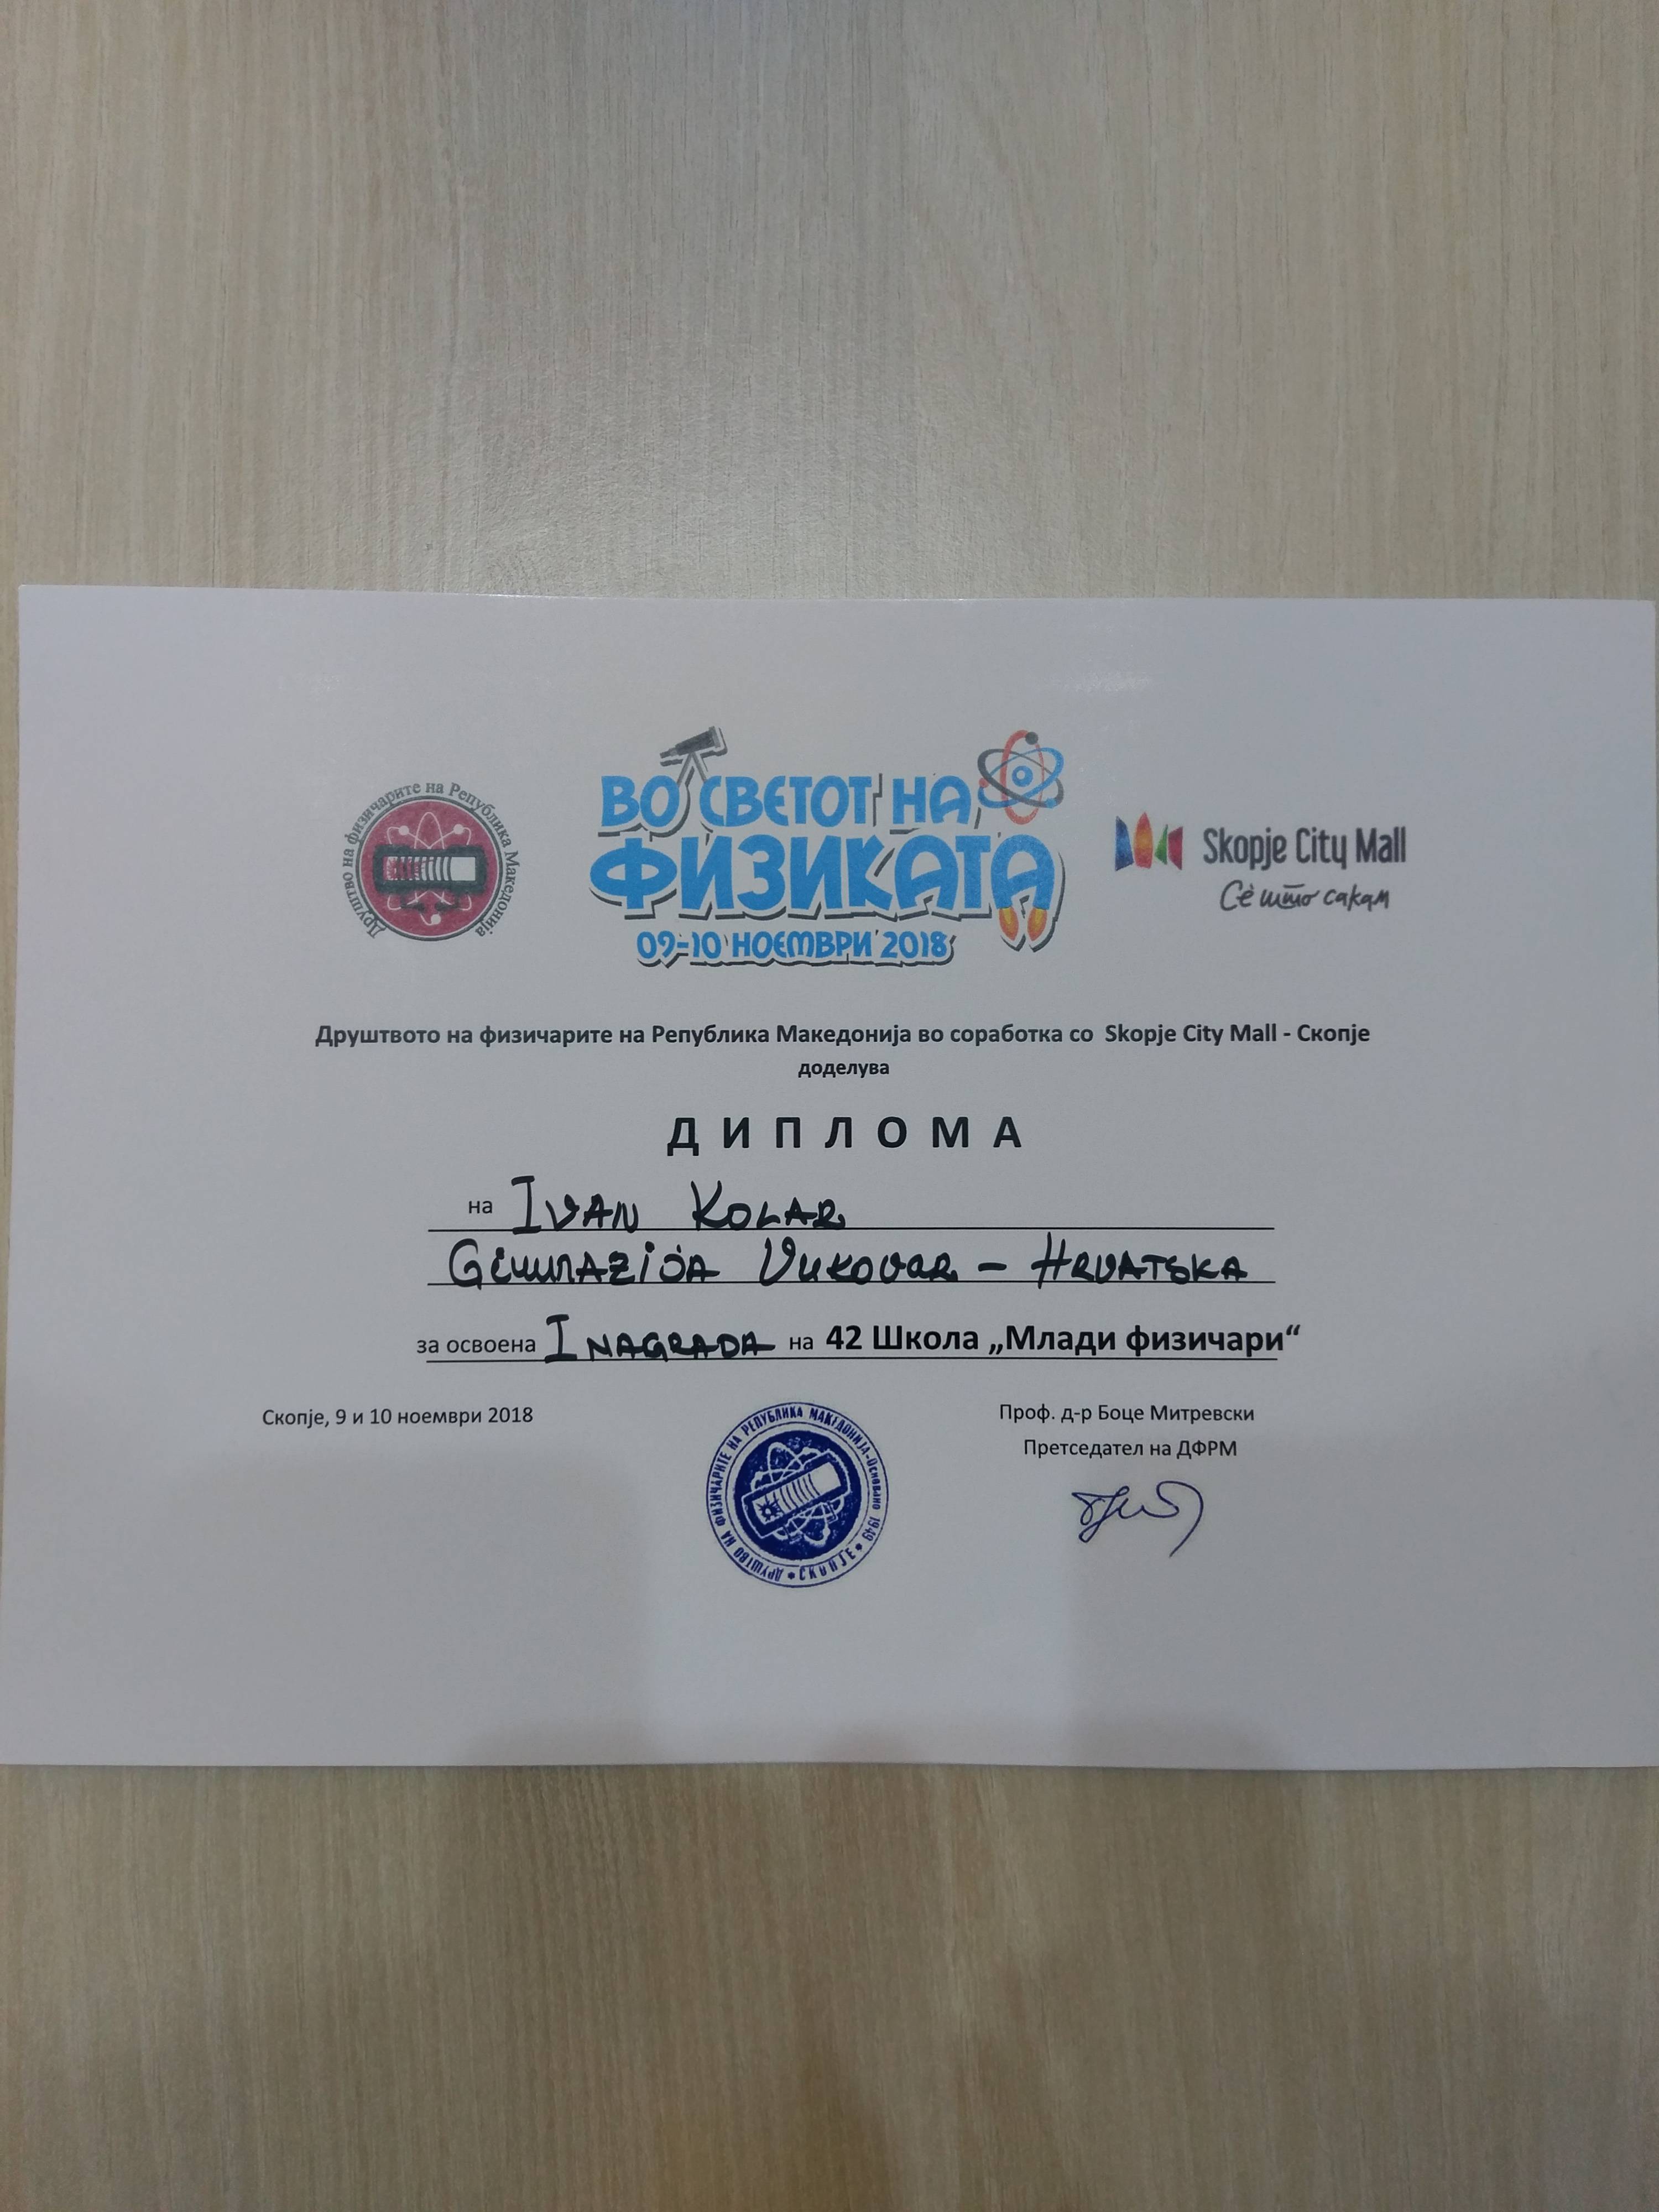 Друштво на физичарите на Република Македонија
ВО СВЕТОТ НА
ФИЗИКАТА
09-10 НОЕМВРИ 2018
Skopje City Mall
Сѐ што сакам
Друштвото на физичарите на Република Македонија во соработка со Skopje City Mall - Скопје
доделува
ДИПЛОМА
на IVAN KOLAR
GIMNAZIJA VUKOVAR - HRVATSKA
за освоена I NAGRADA на 42 Школа „Млади физичари“
Скопје, 9 и 10 ноември 2018
Проф. д-р Боце Митревски
Претседател на ДФРМ
ДРУШТВО НА ФИЗИЧАРИТЕ НА РЕПУБЛИКА МАКЕДОНИЈА-Основано 1949 * СКОПЈЕ *